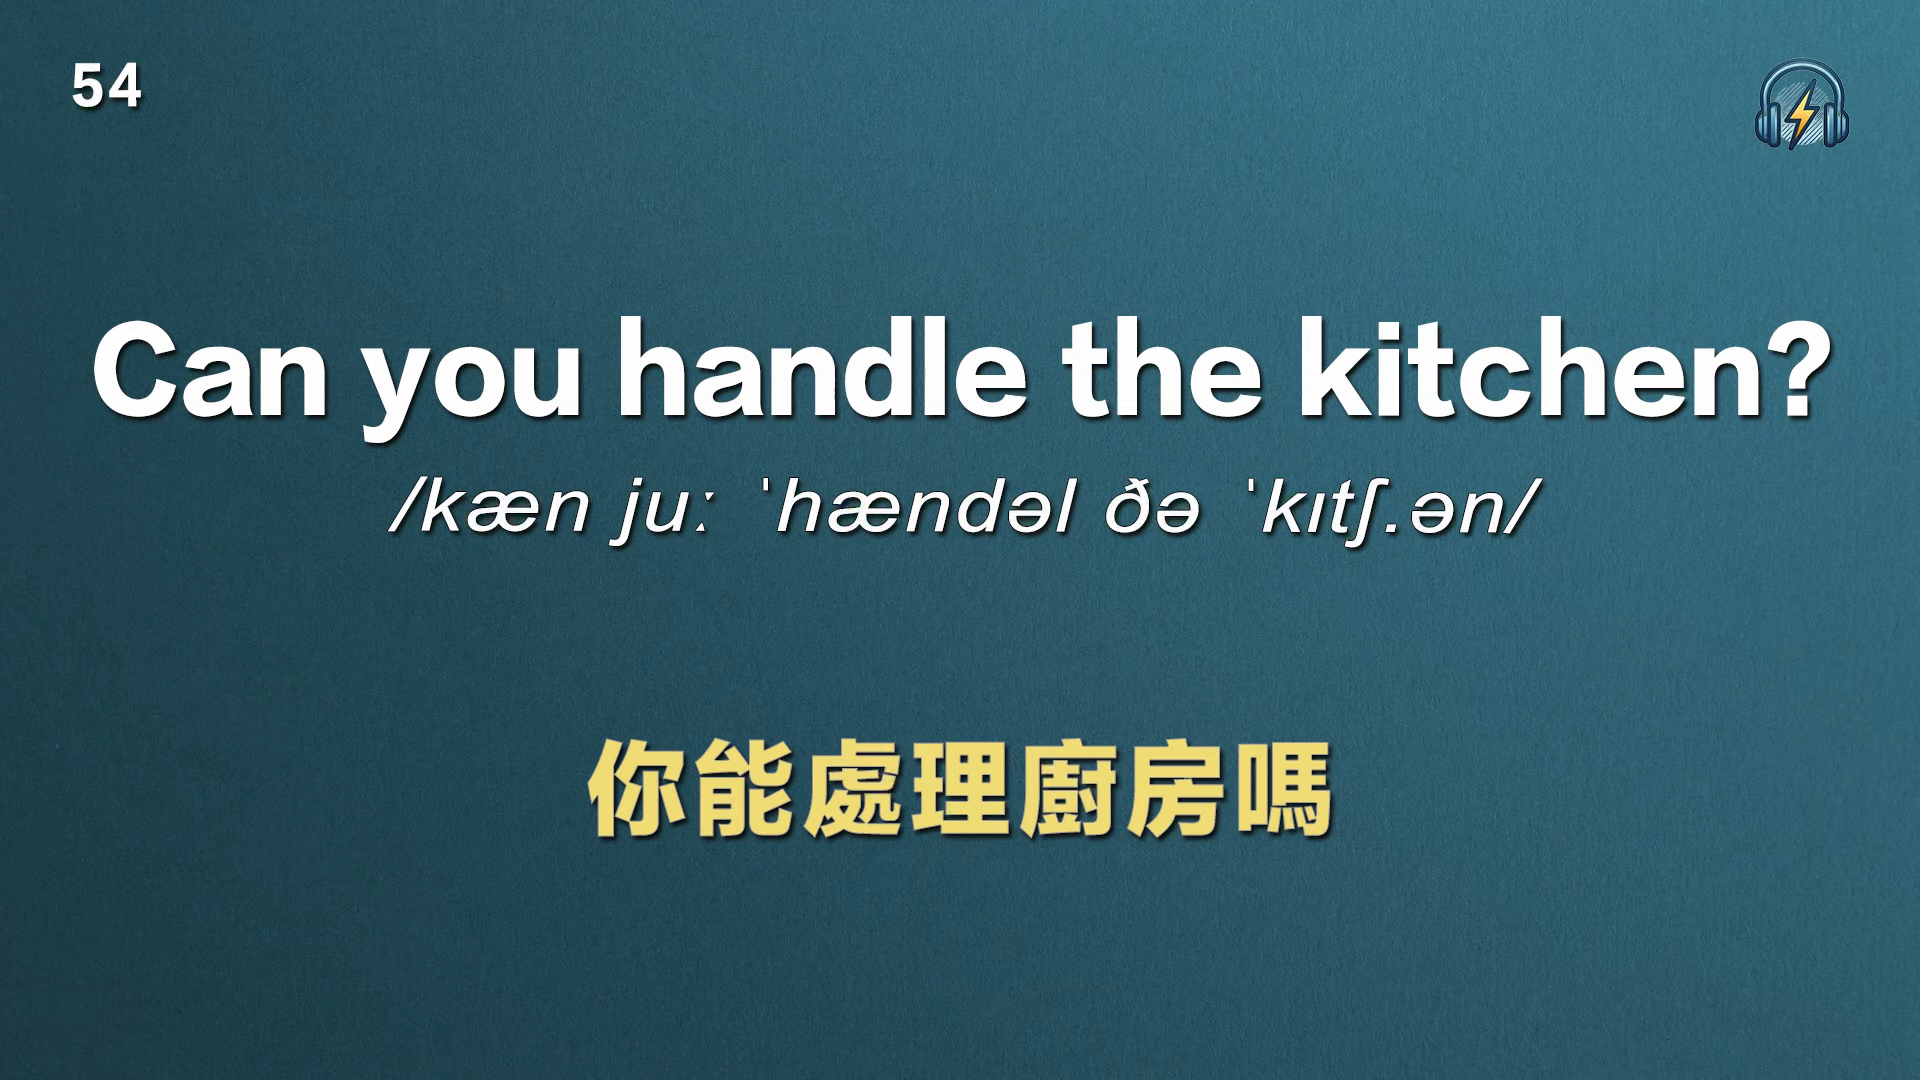 54
Can you handle the kitchen?
/kæn juː ˈhændəl ðə ˈkɪtʃ.ən/
你能處理廚房嗎